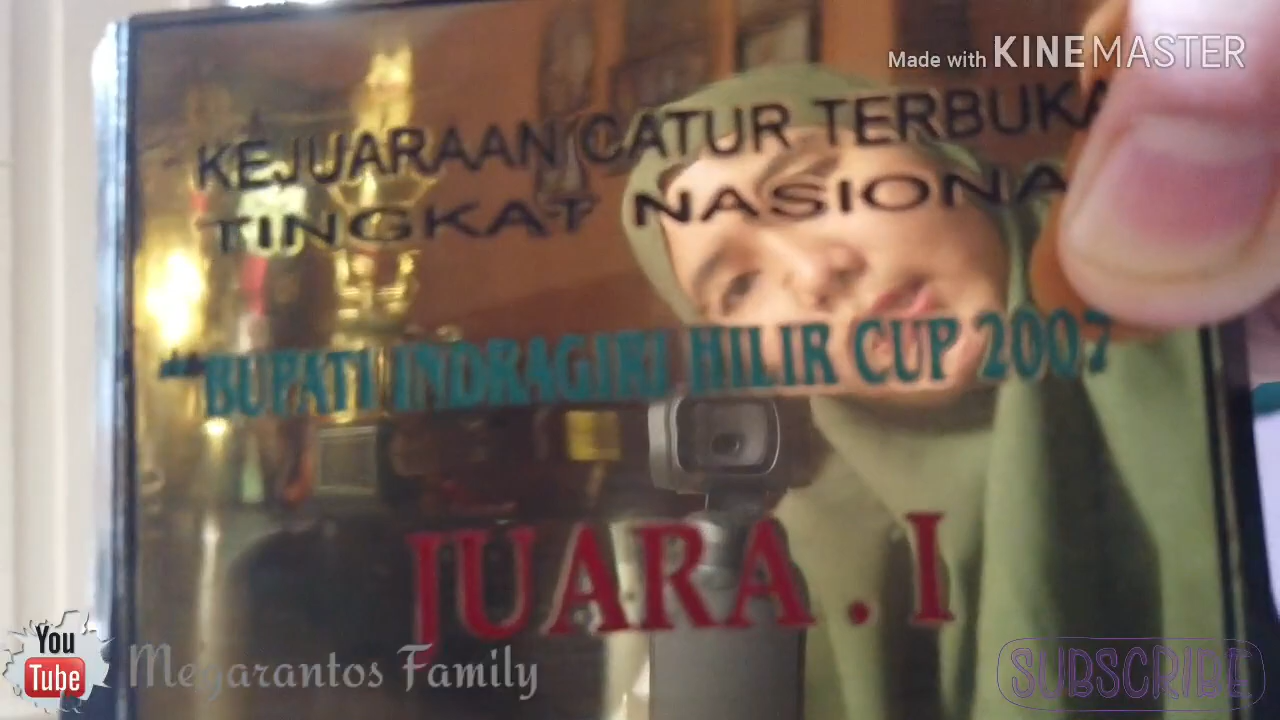 Made with KINEMASTER
KEJUARAAN CATUR TERBUKA
TINGKAT NASIONA
"BUPATI INDRAGIRI HILIR CUP 2007
JUARA . I
You
Tube
Megarantos Family
SUBSCRIBE